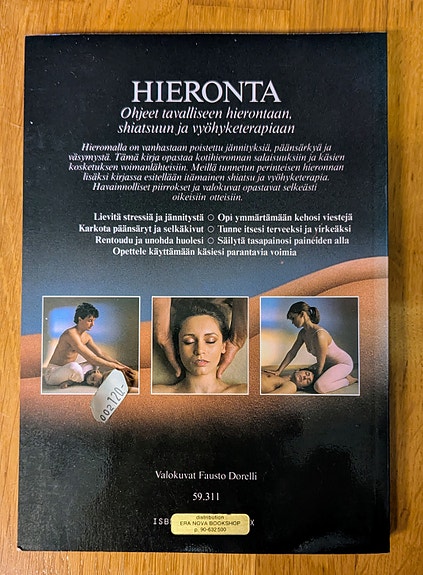 HIERONTA
Ohjeet tavalliseen hierontaan,
shiatsuun ja vyöhyketerapiaan
Hieromalla on vanhastaan poistettu jännityksiä, päänsärkyä ja
väsymystä. Tämä kirja opastaa kotihieronnan salaisuuksiin ja käsien
kosketuksen voimanlähteisiin. Meillä tunnetun perinteisen hieronnan
lisäksi kirjassa esitellään itämainen shiatsu ja vyöhyketerapia.
Havainnolliset piirrokset ja valokuvat opastavat selkeästi
oikeisiin otteisiin.
Lievitä stressiä ja jännitystä ○ Opi ymmärtämään kehosi viestejä
Karkota päänsäryt ja selkäkivut ○ Tunne itsesi terveeksi ja virkeäksi
Rentoudu ja unohda huolesi ○ Säilytä tasapainosi paineiden alla
Opettele käyttämään käsiesi parantavia voimia
002120,-
Valokuvat Fausto Dorelli
59.311
ISB X
distribution
ERA NOVA BOOKSHOP
p. 90-632500